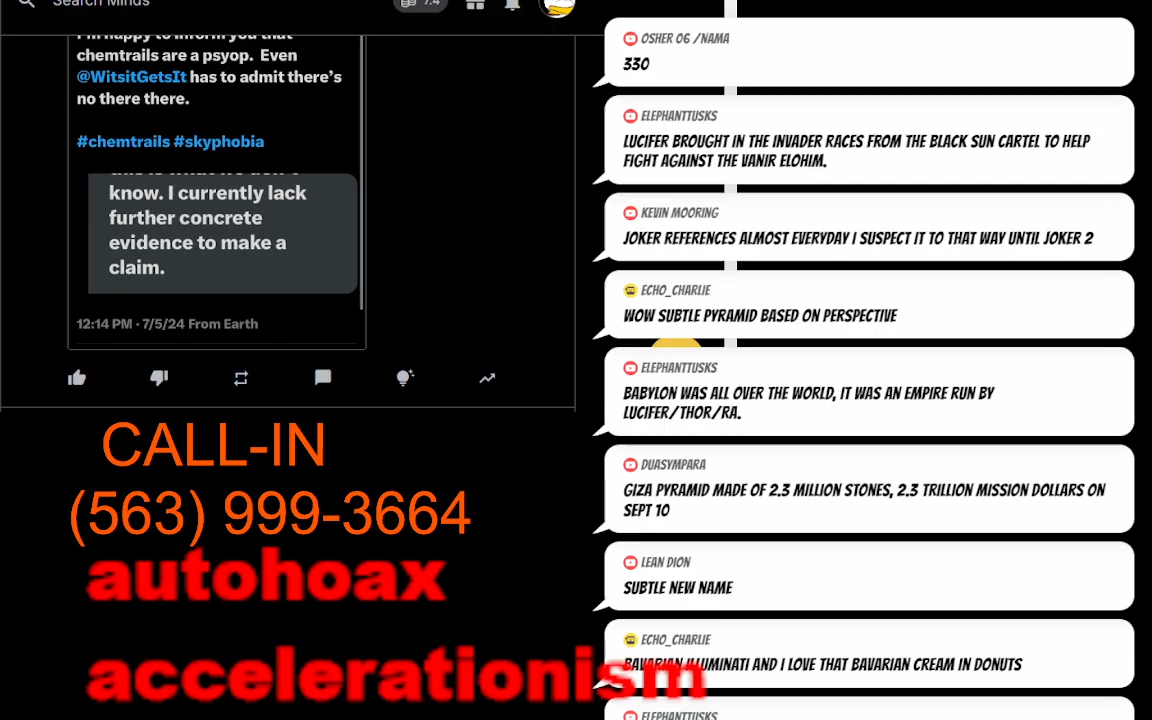 Search Minds
7.4
I'm happy to inform you that
chemtrails are a psyop. Even
@WitsitGetsIt has to admit there's
no there there.
#chemtrails #skyphobia
know. I currently lack
further concrete
evidence to make a
claim.
12:14 PM · 7/5/24 From Earth
CALL-IN
(563) 999-3664
autohoax
accelerationism
OSHER 06 /NAMA
330
ELEPHANTTUSKS
LUCIFER BROUGHT IN THE INVADER RACES FROM THE BLACK SUN CARTEL TO HELP
FIGHT AGAINST THE VANIR ELOHIM.
KEVIN MOORING
JOKER REFERENCES ALMOST EVERYDAY I SUSPECT IT TO THAT WAY UNTIL JOKER 2
ECHO_CHARLIE
WOW SUBTLE PYRAMID BASED ON PERSPECTIVE
ELEPHANTTUSKS
BABYLON WAS ALL OVER THE WORLD, IT WAS AN EMPIRE RUN BY
LUCIFER/THOR/RA.
DUASYMPARA
GIZA PYRAMID MADE OF 2.3 MILLION STONES, 2.3 TRILLION MISSION DOLLARS ON
SEPT 10
LEAN DION
SUBTLE NEW NAME
ECHO_CHARLIE
BAVARIAN ILLUMINATI AND I LOVE THAT BAVARIAN CREAM IN DONUTS
ELEPHANTTUSKS